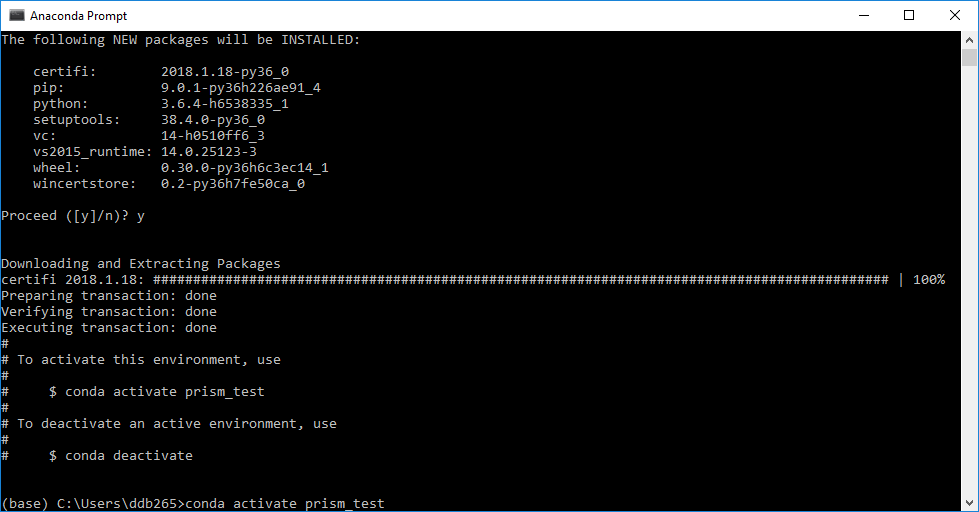 Anaconda Prompt
The following NEW packages will be INSTALLED:
certifi: 2018.1.18-py36_0
pip: 9.0.1-py36h226ae91_4
python: 3.6.4-h6538335_1
setuptools: 38.4.0-py36_0
vc: 14-h0510ff6_3
vs2015_runtime: 14.0.25123-3
wheel: 0.30.0-py36h6c3ec14_1
wincertstore: 0.2-py36h7fe50ca_0
Proceed ([y]/n)? y
Downloading and Extracting Packages
certifi 2018.1.18: ############################################################################################ | 100%
Preparing transaction: done
Verifying transaction: done
Executing transaction: done
#
# To activate this environment, use
#
#     $ conda activate prism_test
#
# To deactivate an active environment, use
#
#     $ conda deactivate
(base) C:\Users\ddb265>conda activate prism_test